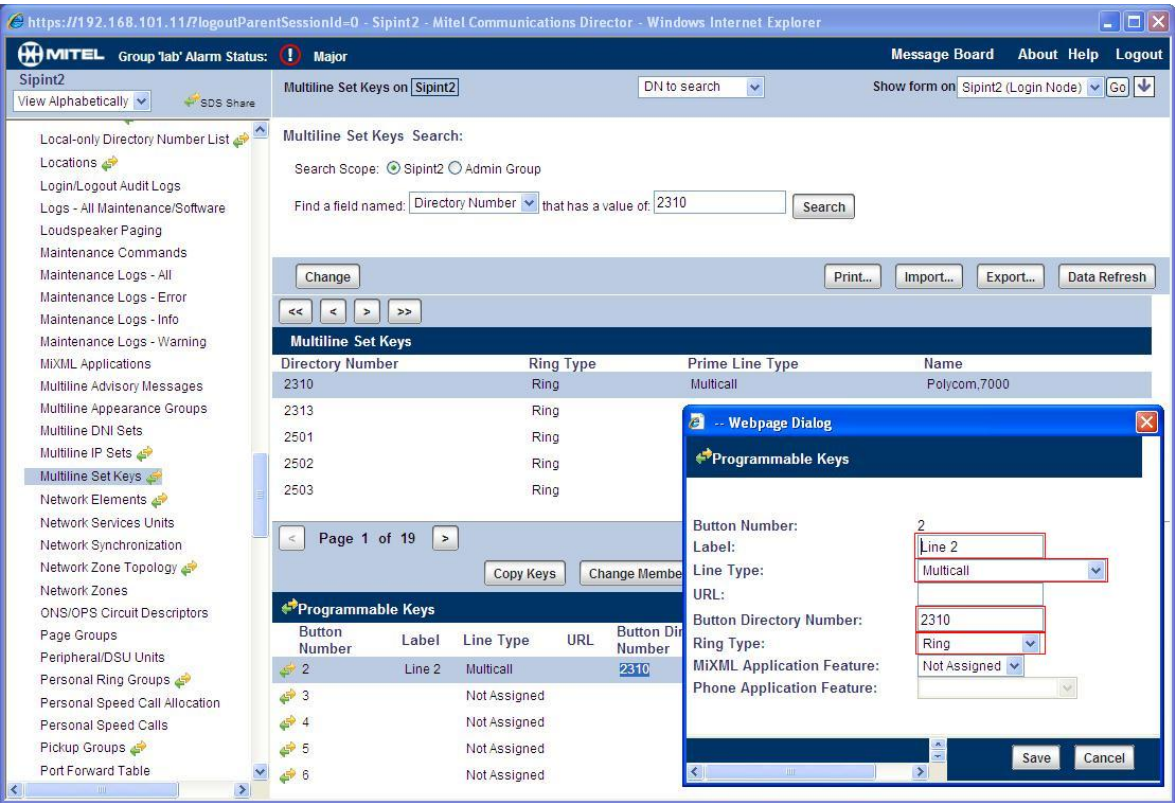 https://192.168.101.11/?logoutParentSessionId=0 - Sipint2 - Mitel Communications Director - Windows Internet Explorer
MITEL Group 'lab' Alarm Status: Major Message Board About Help Logout
Sipint2
View Alphabetically SDS Share
Multiline Set Keys on Sipint2 DN to search Show form on Sipint2 (Login Node) Go
Local-only Directory Number List
Locations
Login/Logout Audit Logs
Logs - All Maintenance/Software
Loudspeaker Paging
Maintenance Commands
Maintenance Logs - All
Maintenance Logs - Error
Maintenance Logs - Info
Maintenance Logs - Warning
MiXML Applications
Multiline Advisory Messages
Multiline Appearance Groups
Multiline DNI Sets
Multiline IP Sets
Multiline Set Keys
Network Elements
Network Services Units
Network Synchronization
Network Zone Topology
Network Zones
ONS/OPS Circuit Descriptors
Page Groups
Peripheral/DSU Units
Personal Ring Groups
Personal Speed Call Allocation
Personal Speed Calls
Pickup Groups
Port Forward Table
Multiline Set Keys Search:
Search Scope: Sipint2 Admin Group
Find a field named: Directory Number that has a value of: 2310 Search
Change Print... Import... Export... Data Refresh
<< < > >>
Multiline Set Keys
Directory Number Ring Type Prime Line Type Name
2310 Ring Multicall Polycom,7000
2313 Ring
2501 Ring
2502 Ring
2503 Ring
< Page 1 of 19 >
Copy Keys Change Membe
Programmable Keys
Button Number Label Line Type URL Button Dir Number
2 Line 2 Multicall 2310
3 Not Assigned
4 Not Assigned
5 Not Assigned
6 Not Assigned
-- Webpage Dialog
Programmable Keys
Button Number: 2
Label: Line 2
Line Type: Multicall
URL:
Button Directory Number: 2310
Ring Type: Ring
MiXML Application Feature: Not Assigned
Phone Application Feature:
Save Cancel